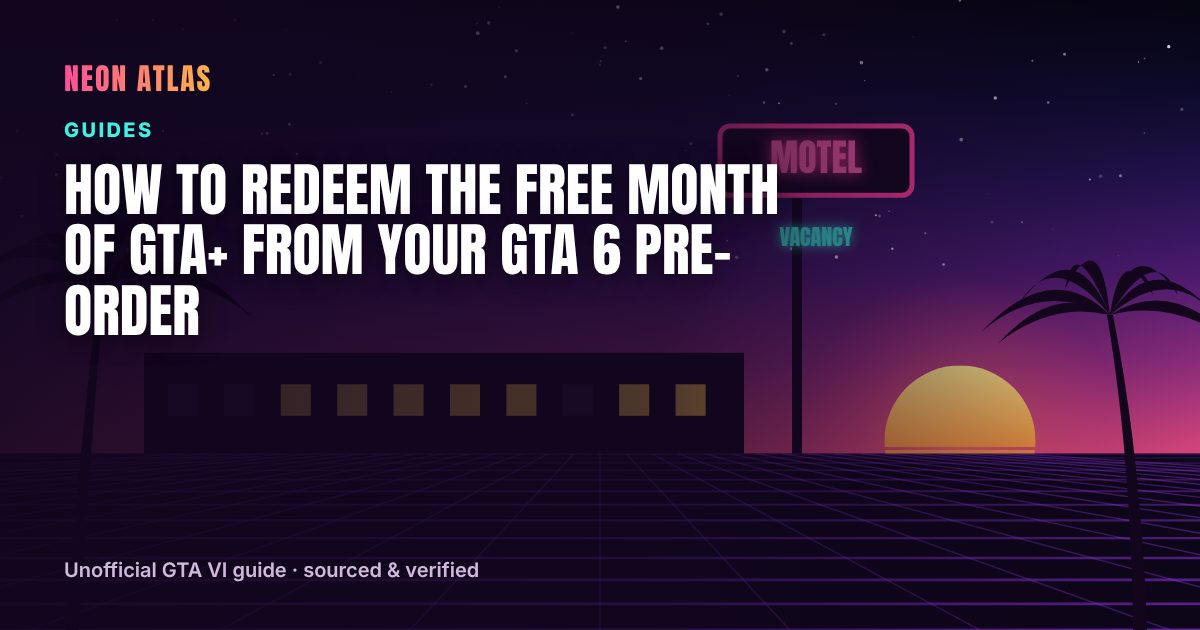 NEON ATLAS
GUIDES
HOW TO REDEEM THE FREE MONTH
OF GTA+ FROM YOUR GTA 6 PRE-
ORDER
MOTEL
VACANCY
Unofficial GTA VI guide · sourced & verified